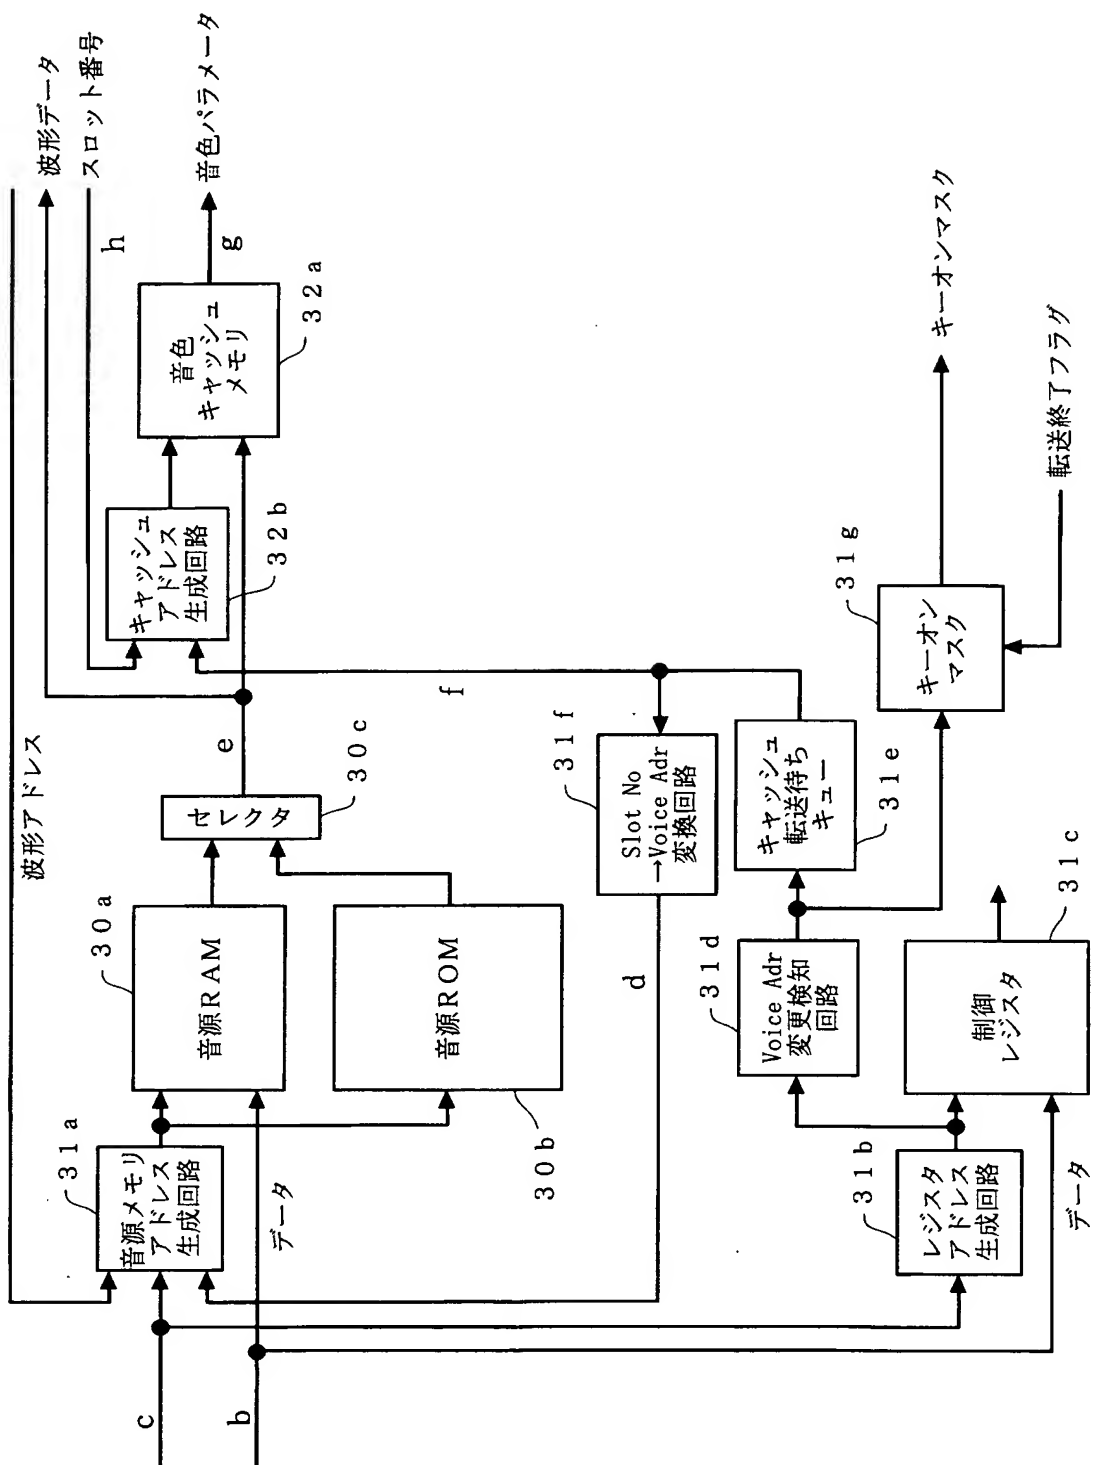 波形アドレス
波形データ
スロット番号
h
音色パラメータ
g
音色
キャッシュ
メモリ
32a
キャッシュ
アドレス
生成回路
32b
e
f
セレクタ
30c
音源RAM
30a
音源ROM
30b
音源メモリ
アドレス
生成回路
31a
データ
c
b
d
Slot No
→Voice Adr
変換回路
31f
キャッシュ
転送待ち
キュー
31e
Voice Adr
変更検知
回路
31d
キーオン
マスク
31g
キーオンマスク
転送終了フラグ
制御
レジスタ
31c
レジスタ
アドレス
生成回路
31b
データ